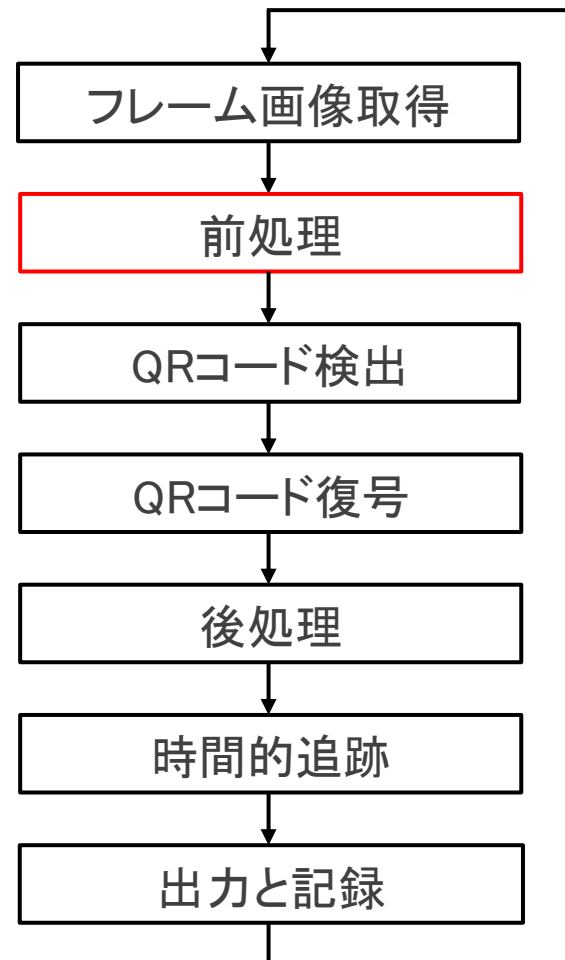 フレーム画像取得
前処理
QRコード検出
QRコード復号
後処理
時間的追跡
出力と記録